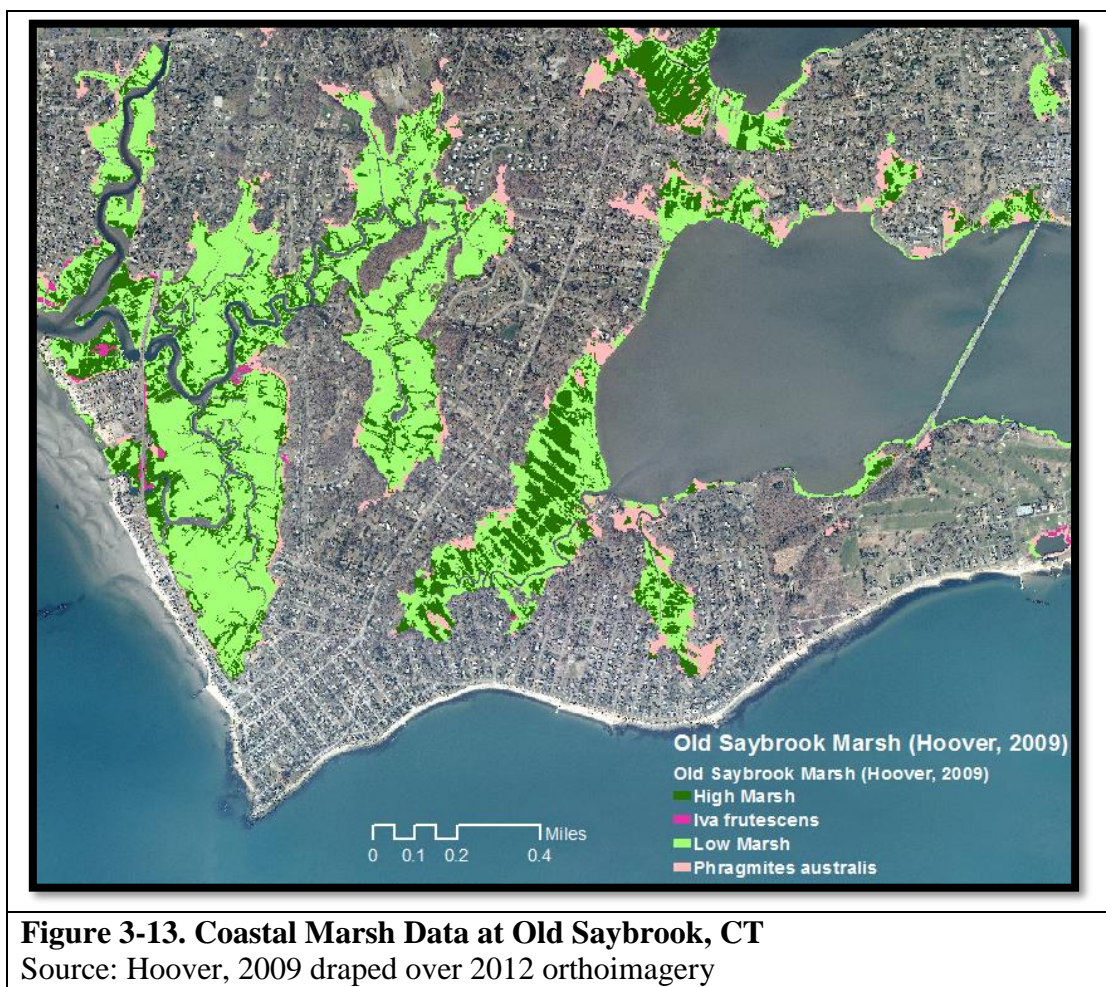 Old Saybrook Marsh (Hoover, 2009)
Old Saybrook Marsh (Hoover, 2009)
High Marsh
Iva frutescens
Low Marsh
Phragmites australis
Miles
0 0.1 0.2 0.4
Figure 3-13. Coastal Marsh Data at Old Saybrook, CT
Source: Hoover, 2009 draped over 2012 orthoimagery